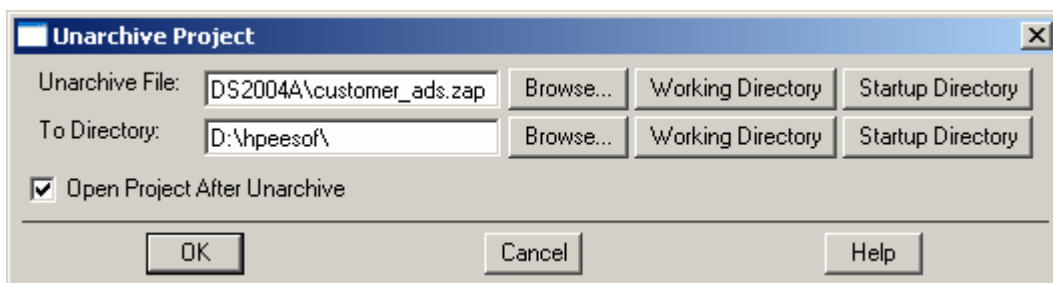 Unarchive Project
Unarchive File: DS2004A\customer_ads.zap Browse... Working Directory Startup Directory
To Directory: D:\hpeesof\ Browse... Working Directory Startup Directory
Open Project After Unarchive
OK Cancel Help